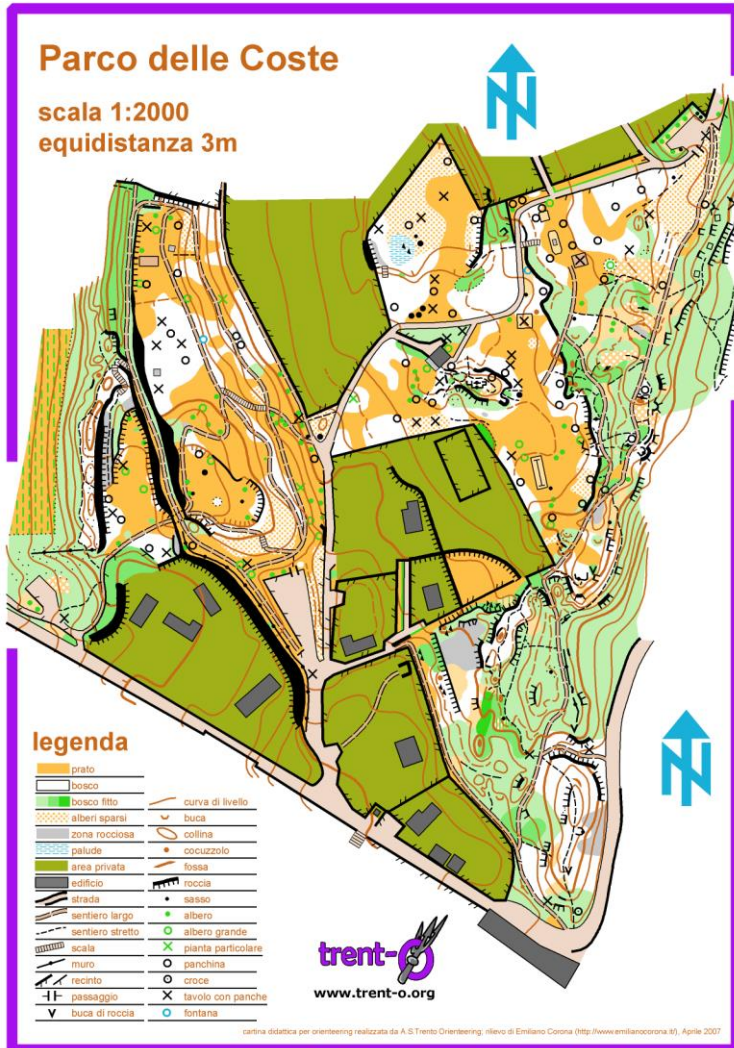 Parco delle Coste
scala 1:2000
equidistanza 3m
N
N
legenda
prato
bosco
bosco fitto
alberi sparsi
zona rocciosa
palude
area privata
edificio
strada
sentiero largo
sentiero stretto
scala
muro
recinto
passaggio
buca di roccia
curva di livello
buca
collina
cocuzzolo
fossa
roccia
sasso
albero
albero grande
pianta particolare
panchina
croce
tavolo con panche
fontana
trent-O
www.trent-o.org
cartina didattica per orienteering realizzata da A.S.Trento Orienteering; rilievo di Emiliano Corona (http://www.emilianocorona.it/), Aprile 2007